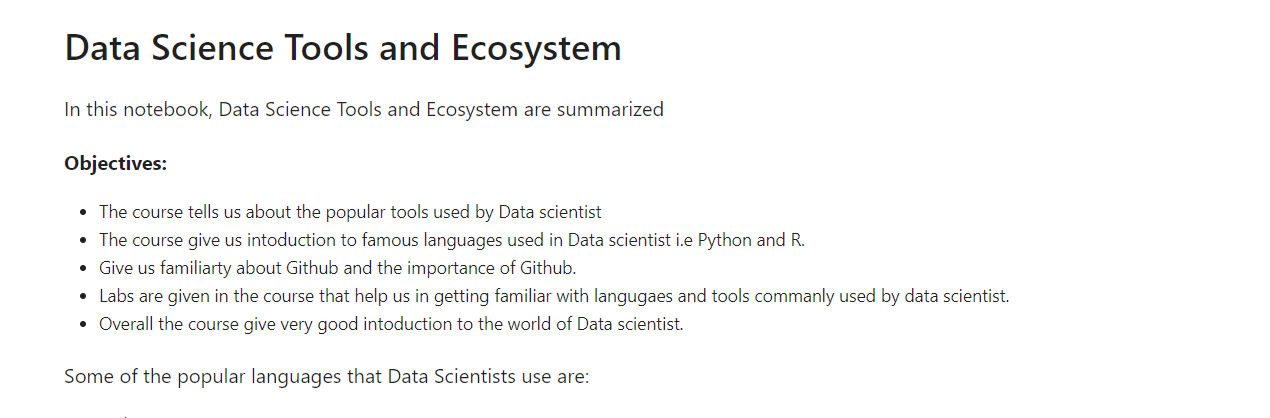 Data Science Tools and Ecosystem
In this notebook, Data Science Tools and Ecosystem are summarized
Objectives:
• The course tells us about the popular tools used by Data scientist
• The course give us intoduction to famous languages used in Data scientist i.e Python and R.
• Give us familiarty about Github and the importance of Github.
• Labs are given in the course that help us in getting familiar with langugaes and tools commanly used by data scientist.
• Overall the course give very good intoduction to the world of Data scientist.
Some of the popular languages that Data Scientists use are: